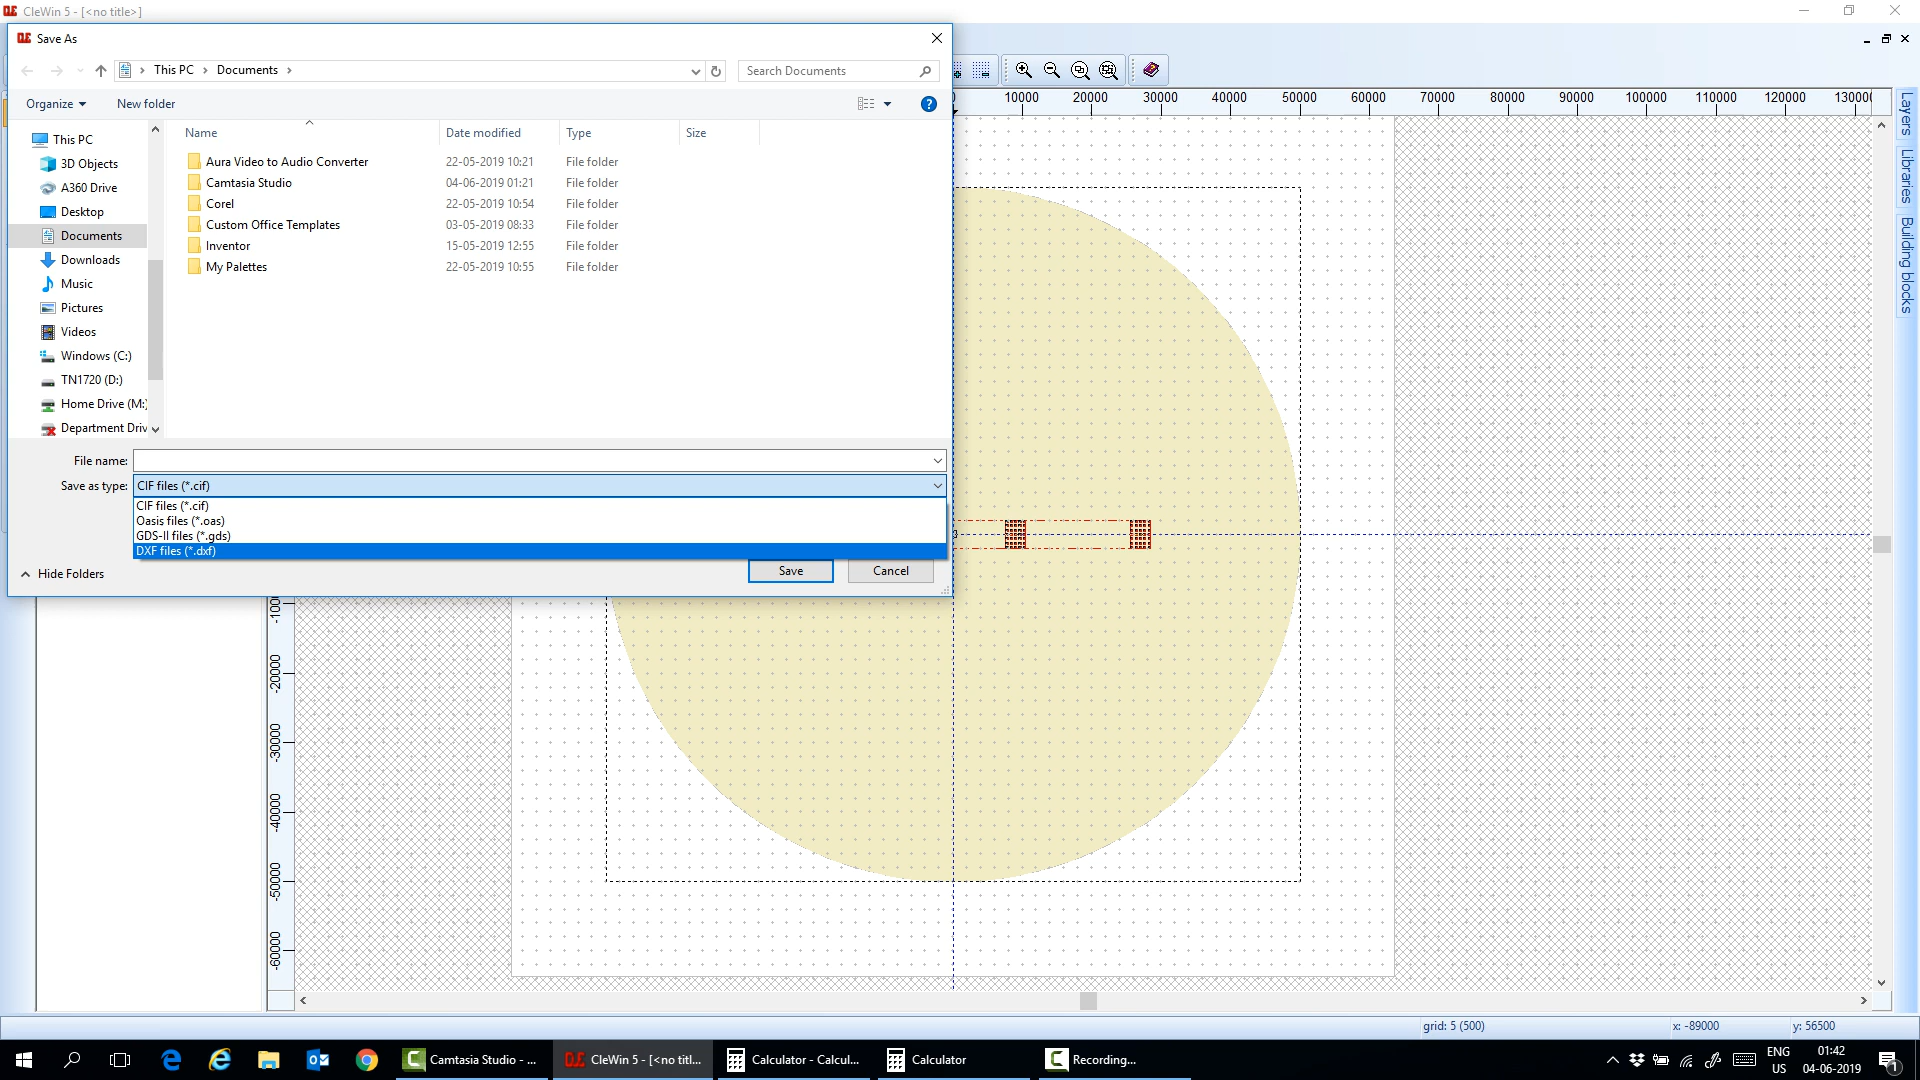 CleWin 5 - [<no title>]
Save As
This PC > Documents >
Search Documents
Organize
New folder
Name
Date modified
Type
Size
Aura Video to Audio Converter 22-05-2019 10:21 File folder
Camtasia Studio 04-06-2019 01:21 File folder
Corel 22-05-2019 10:54 File folder
Custom Office Templates 03-05-2019 08:33 File folder
Inventor 15-05-2019 12:55 File folder
My Palettes 22-05-2019 10:55 File folder
This PC
3D Objects
A360 Drive
Desktop
Documents
Downloads
Music
Pictures
Videos
Windows (C:)
TN1720 (D:)
Home Drive (M:)
Department Driv
File name:
Save as type: CIF files (*.cif)
CIF files (*.cif)
Oasis files (*.oas)
GDS-II files (*.gds)
DXF files (*.dxf)
Hide Folders
Save
Cancel
10000 20000 30000 40000 50000 60000 70000 80000 90000 100000 110000 120000 13000
Layers
Libraries
Building blocks
-20000
-30000
-40000
-50000
-60000
grid: 5 (500)
x: -89000
y: 56500
Camtasia Studio - ...
CleWin 5 - [<no titl...
Calculator - Calcul...
Calculator
Recording...
ENG
US
01:42
04-06-2019
1